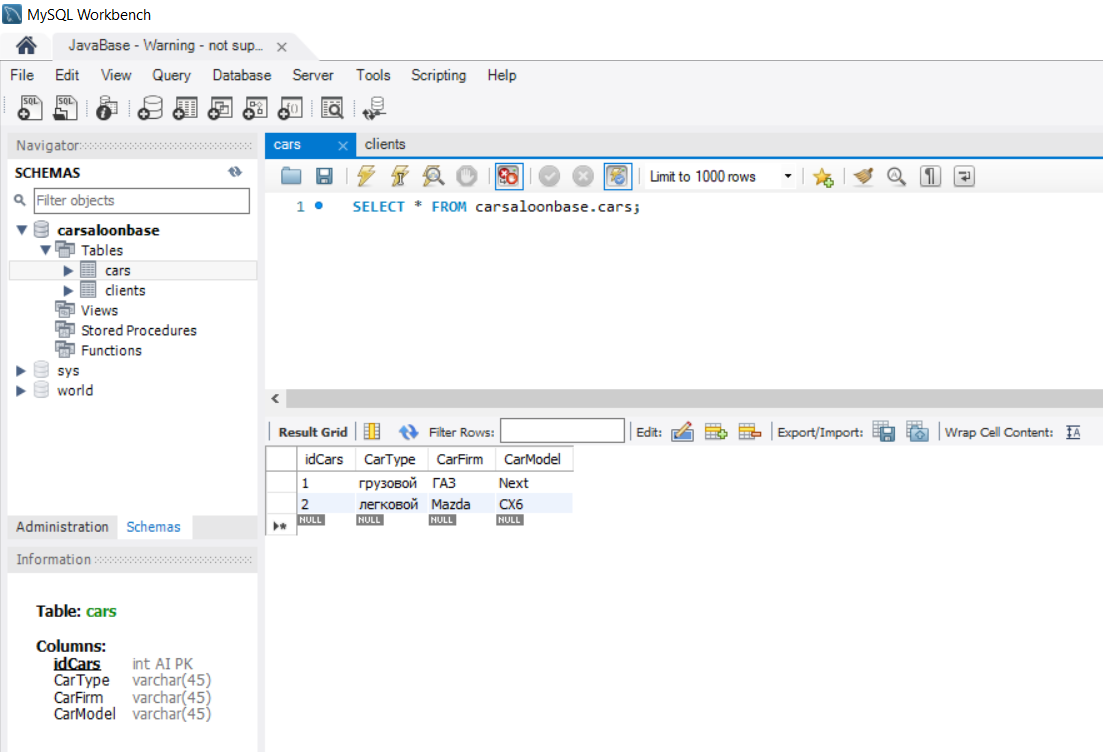 MySQL Workbench
JavaBase - Warning - not sup...
File Edit View Query Database Server Tools Scripting Help
Navigator
SCHEMAS
Filter objects
carsaloonbase
Tables
cars
clients
Views
Stored Procedures
Functions
sys
world
Administration Schemas
Information
Table: cars
Columns:
idCars int AI PK
CarType varchar(45)
CarFirm varchar(45)
CarModel varchar(45)
cars clients
Limit to 1000 rows
1 SELECT * FROM carsaloonbase.cars;
Result Grid Filter Rows: Edit: Export/Import: Wrap Cell Content:
idCars CarType CarFirm CarModel
1 грузовой ГАЗ Next
2 легковой Mazda CX6
NULL NULL NULL NULL